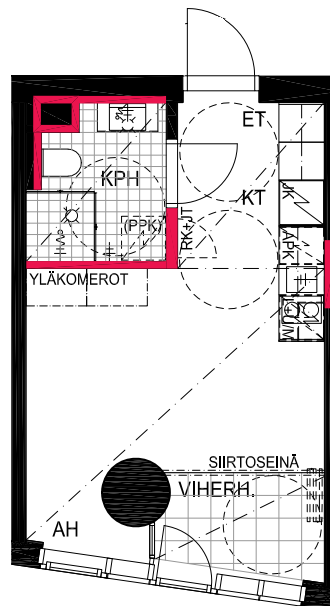 ET
KPH
JK
KT
(PPK)
RK+JT
APK
YLÄKOMEROT
U/M
SIIRTOSEINÄ
VIHERH.
AH